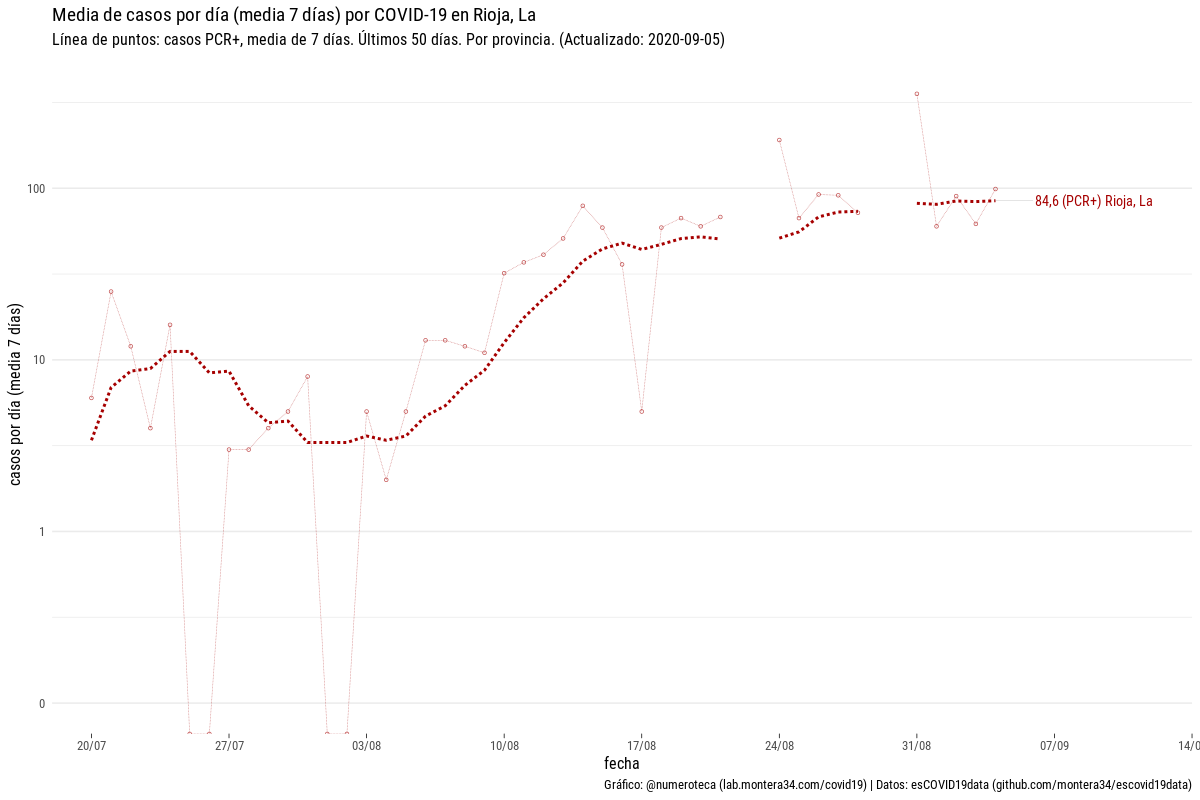 Media de casos por día (media 7 días) por COVID-19 en Rioja, La
Línea de puntos: casos PCR+, media de 7 días. Últimos 50 días. Por provincia. (Actualizado: 2020-09-05)
casos por día (media 7 días)
100
10
1
0
84,6 (PCR+) Rioja, La
20/07 27/07 03/08 10/08 17/08 24/08 31/08 07/09 14/0
fecha
Gráfico: @numeroteca (lab.montera34.com/covid19) | Datos: esCOVID19data (github.com/montera34/escovid19data)